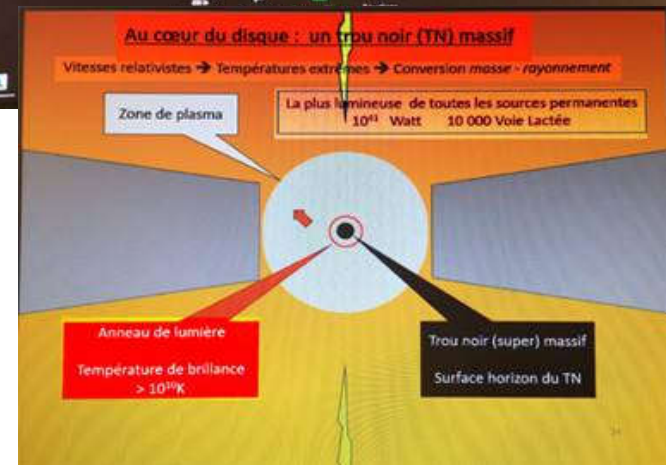 Au cœur du disque : un trou noir (TN) massif
Vitesses relativistes → Températures extrêmes → Conversion masse - rayonnement
Zone de plasma
La plus lumineuse de toutes les sources permanentes
10⁴¹ Watt 10 000 Voie Lactée
Anneau de lumière
Température de brillance
> 10¹⁰K
Trou noir (super) massif
Surface horizon du TN